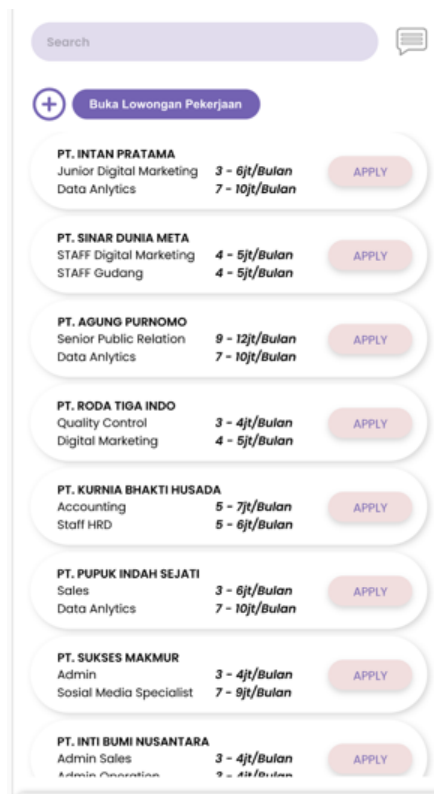 Search
Buka Lowongan Pekerjaan
PT. INTAN PRATAMA
Junior Digital Marketing 3 - 6jt/Bulan APPLY
Data Anlytics 7 - 10jt/Bulan
PT. SINAR DUNIA META
STAFF Digital Marketing 4 - 5jt/Bulan APPLY
STAFF Gudang 4 - 5jt/Bulan
PT. AGUNG PURNOMO
Senior Public Relation 9 - 12jt/Bulan APPLY
Data Anlytics 7 - 10jt/Bulan
PT. RODA TIGA INDO
Quality Control 3 - 4jt/Bulan APPLY
Digital Marketing 4 - 5jt/Bulan
PT. KURNIA BHAKTI HUSADA
Accounting 5 - 7jt/Bulan APPLY
Staff HRD 5 - 6jt/Bulan
PT. PUPUK INDAH SEJATI
Sales 3 - 6jt/Bulan APPLY
Data Anlytics 7 - 10jt/Bulan
PT. SUKSES MAKMUR
Admin 3 - 4jt/Bulan APPLY
Sosial Media Specialist 7 - 9jt/Bulan
PT. INTI BUMI NUSANTARA
Admin Sales 3 - 4jt/Bulan APPLY
Admin Operation 3 - 4jt/Bulan